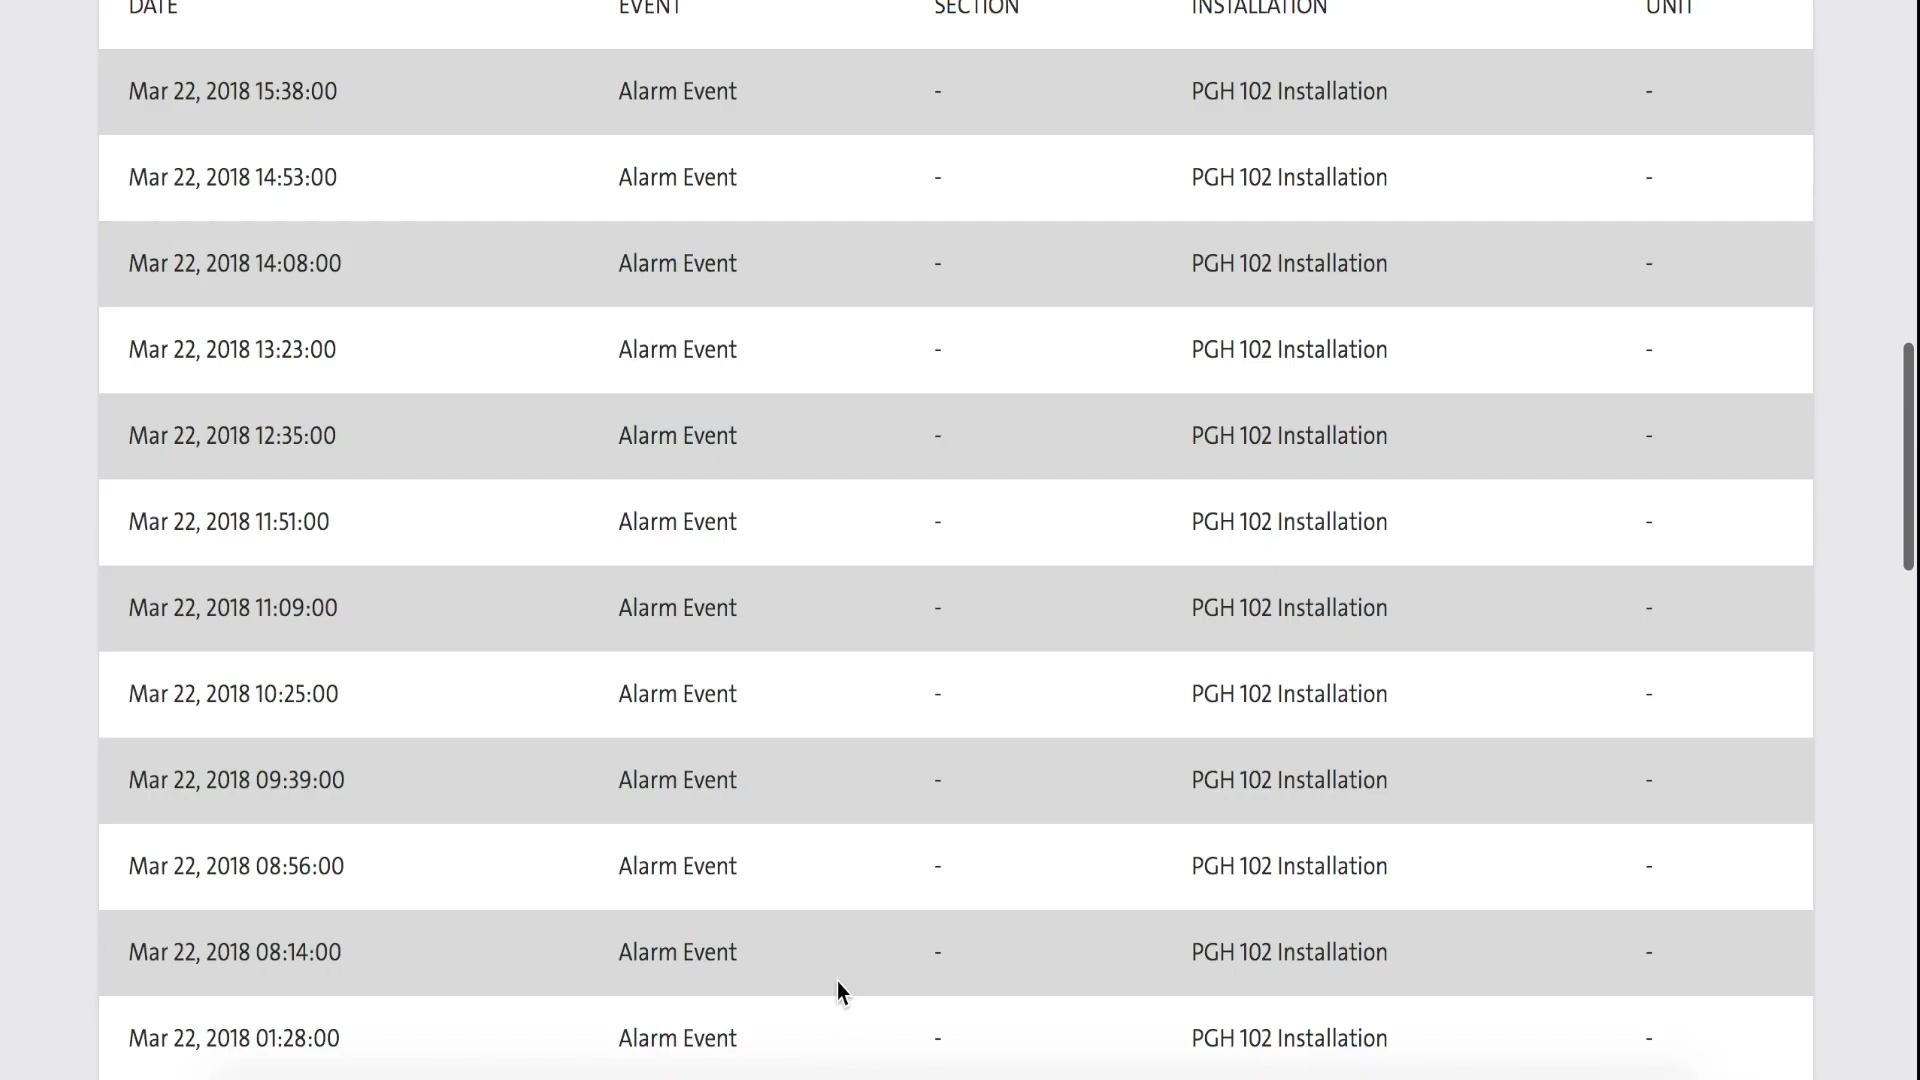 DATE EVENT SECTION INSTALLATION UNIT
Mar 22, 2018 15:38:00 Alarm Event - PGH 102 Installation -
Mar 22, 2018 14:53:00 Alarm Event - PGH 102 Installation -
Mar 22, 2018 14:08:00 Alarm Event - PGH 102 Installation -
Mar 22, 2018 13:23:00 Alarm Event - PGH 102 Installation -
Mar 22, 2018 12:35:00 Alarm Event - PGH 102 Installation -
Mar 22, 2018 11:51:00 Alarm Event - PGH 102 Installation -
Mar 22, 2018 11:09:00 Alarm Event - PGH 102 Installation -
Mar 22, 2018 10:25:00 Alarm Event - PGH 102 Installation -
Mar 22, 2018 09:39:00 Alarm Event - PGH 102 Installation -
Mar 22, 2018 08:56:00 Alarm Event - PGH 102 Installation -
Mar 22, 2018 08:14:00 Alarm Event - PGH 102 Installation -
Mar 22, 2018 01:28:00 Alarm Event - PGH 102 Installation -